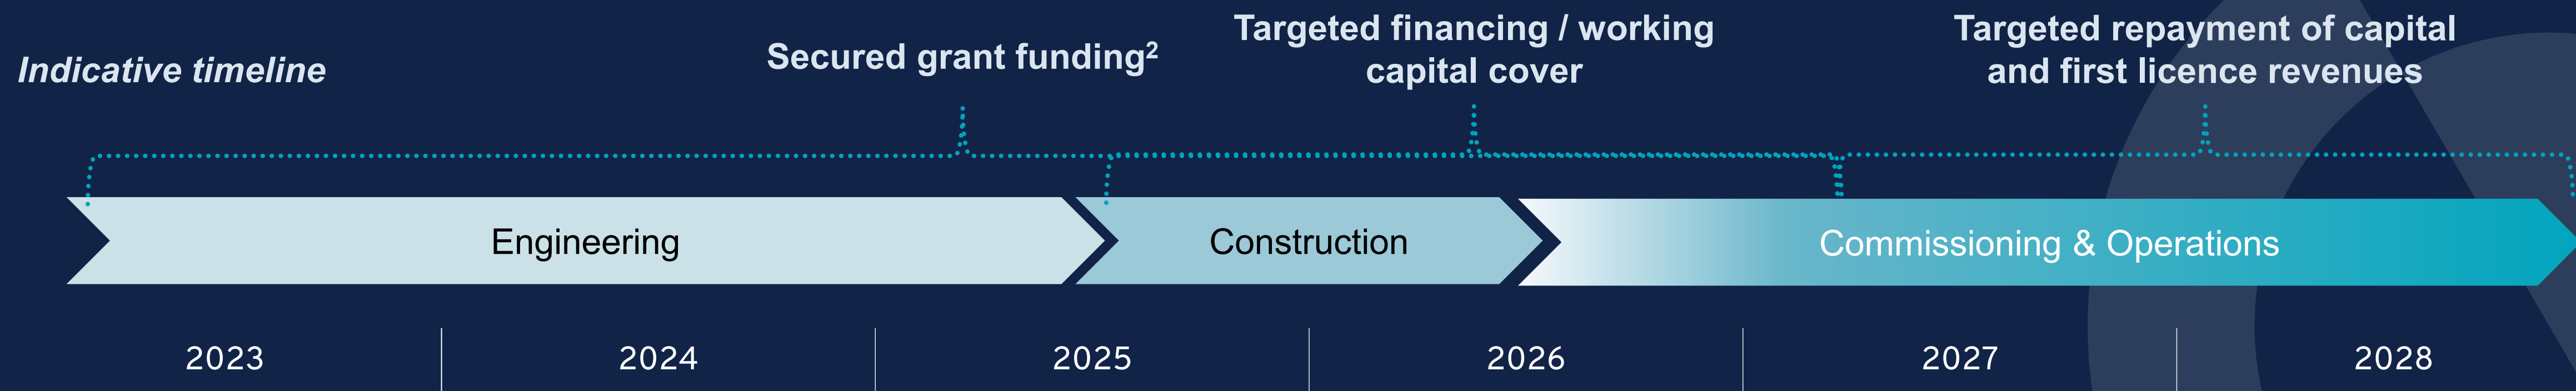 Indicative timeline
Secured grant funding²
Targeted financing / working
capital cover
Targeted repayment of capital
and first licence revenues
Engineering
Construction
Commissioning & Operations
2023
2024
2025
2026
2027
2028